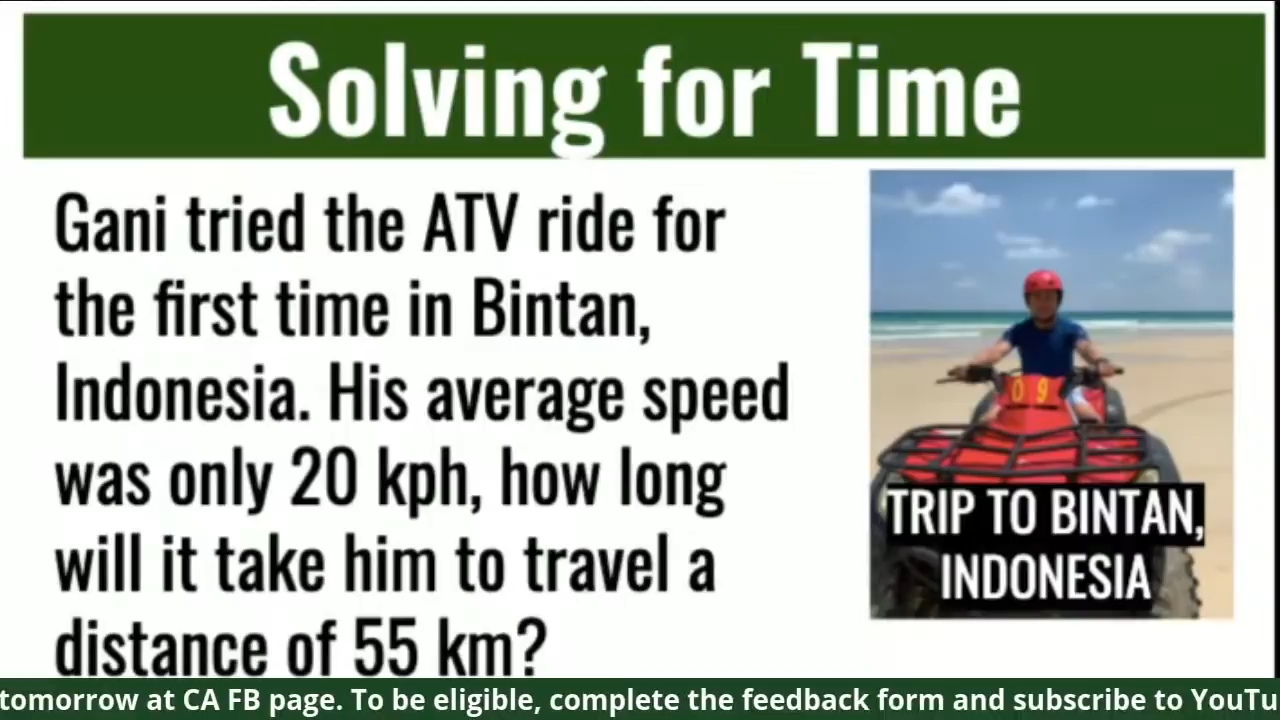 Solving for Time
Gani tried the ATV ride for
the first time in Bintan,
Indonesia. His average speed
was only 20 kph, how long
will it take him to travel a
distance of 55 km?
09
TRIP TO BINTAN,
INDONESIA
tomorrow at CA FB page. To be eligible, complete the feedback form and subscribe to YouTu